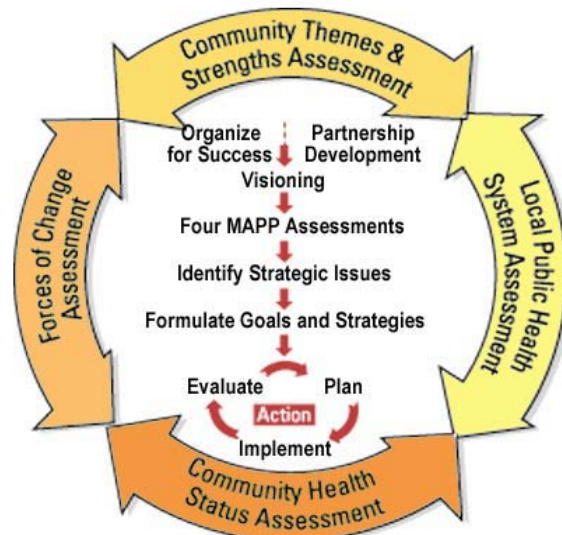 Community Themes &
Strengths Assessment
Organize
for Success
Partnership
Development
Visioning
Four MAPP Assessments
Identify Strategic Issues
Formulate Goals and Strategies
Evaluate
Plan
Action
Implement
Forces of Change
Assessment
Local Public Health
System Assessment
Community Health
Status Assessment